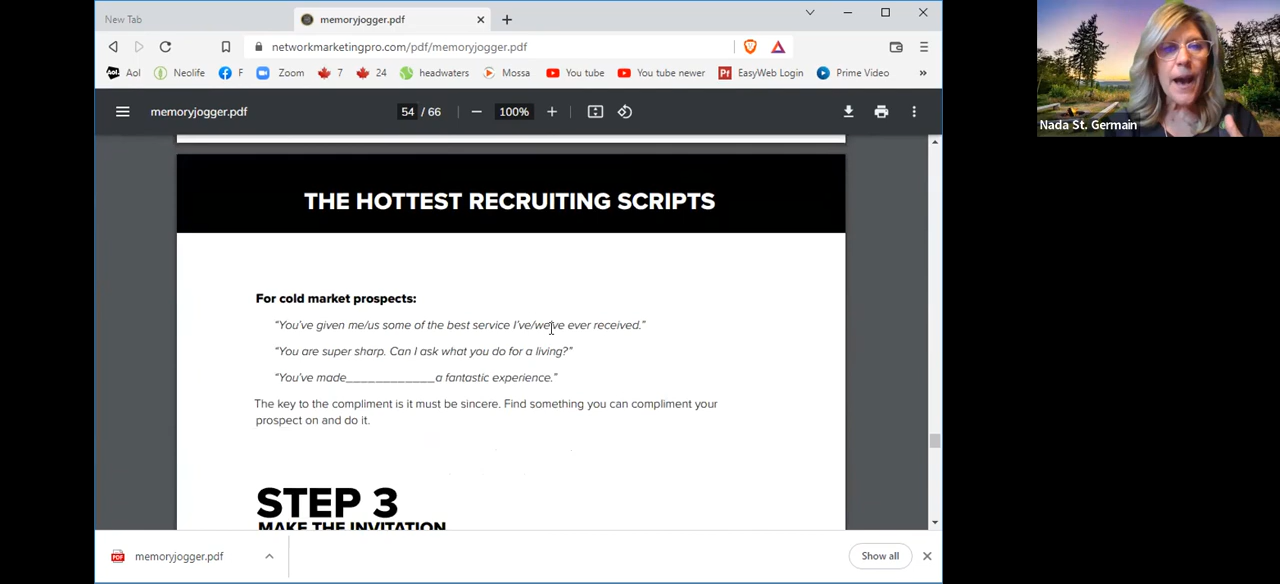 New Tab
memoryjogger.pdf
networkmarketingpro.com/pdf/memoryjogger.pdf
Aol Aol Neolife F Zoom 7 24 headwaters Mossa You tube You tube newer EasyWeb Login Prime Video »
memoryjogger.pdf 54 / 66 100%
Nada St. Germain
THE HOTTEST RECRUITING SCRIPTS
For cold market prospects:
“You’ve given me/us some of the best service I’ve/we’ve ever received.”
“You are super sharp. Can I ask what you do for a living?”
“You’ve made____________a fantastic experience.”
The key to the compliment is it must be sincere. Find something you can compliment your
prospect on and do it.
STEP 3
MAKE THE INVITATION
PDF memoryjogger.pdf Show all